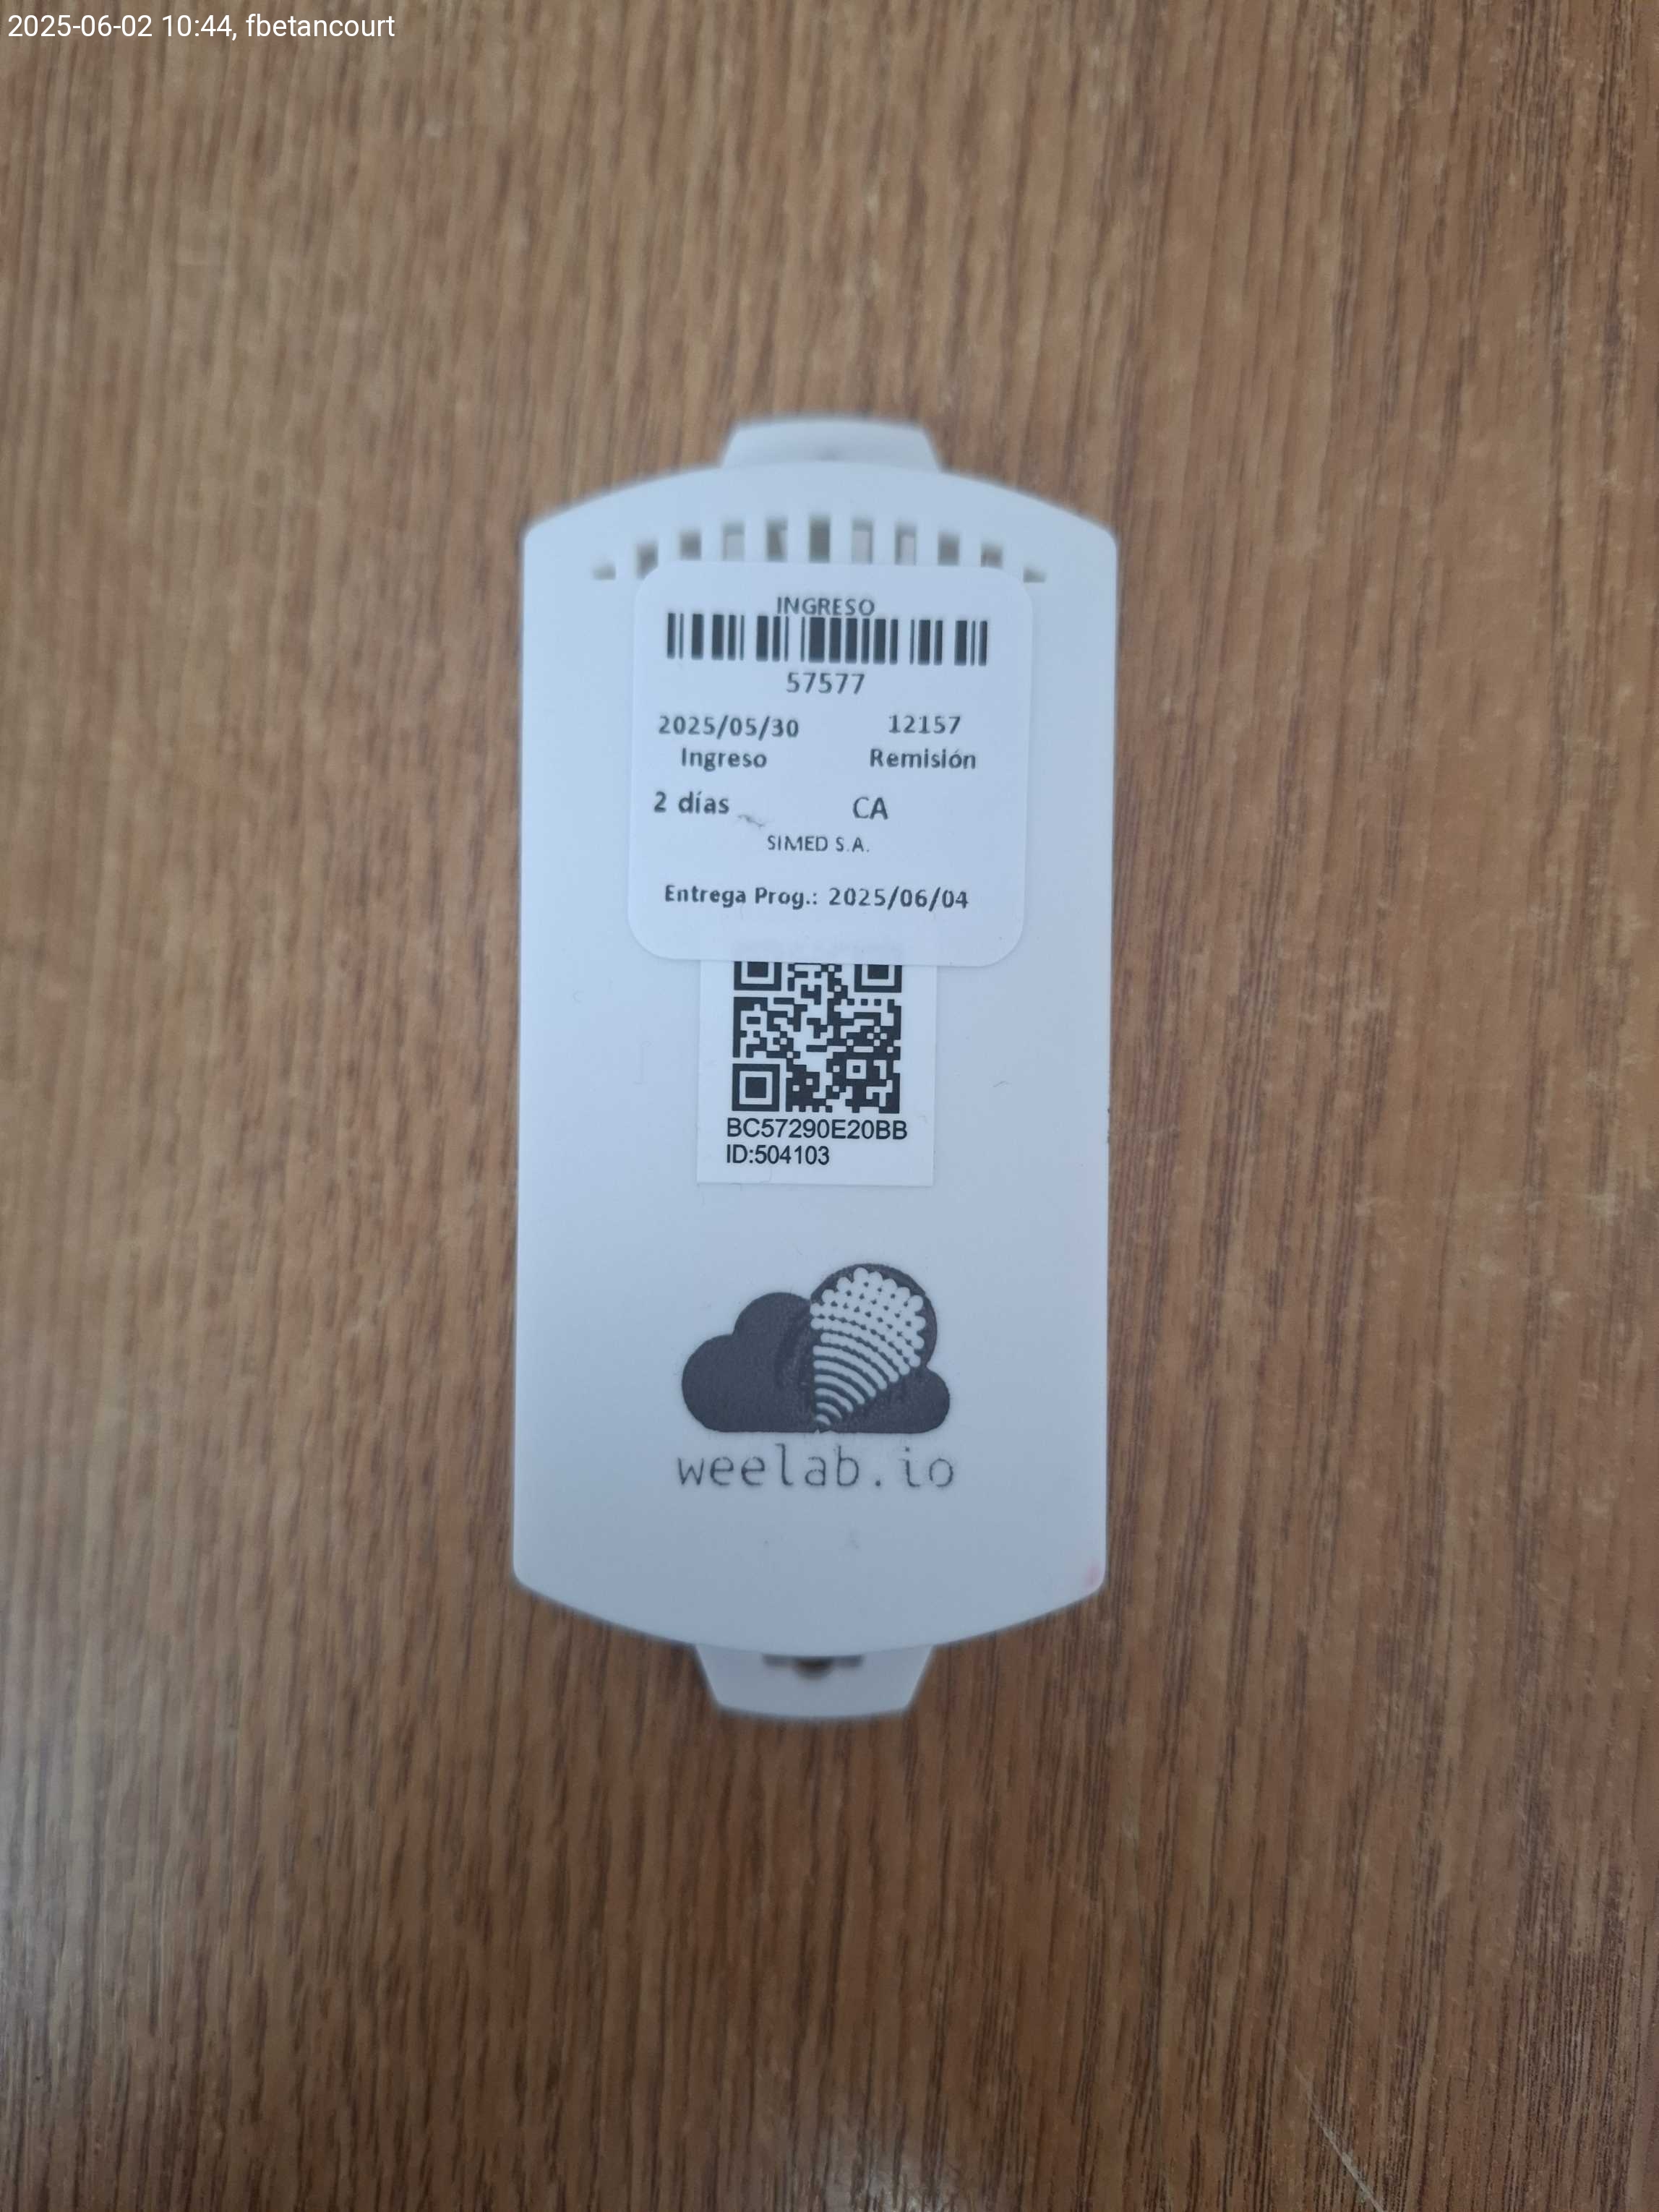 2025-06-02 10:44, fbetancourt
INGRESO
57577
2025/05/30 12157
Ingreso Remisión
2 días CA
SIMED S.A.
Entrega Prog.: 2025/06/04
BC57290E20BB
ID:504103
weelab.io